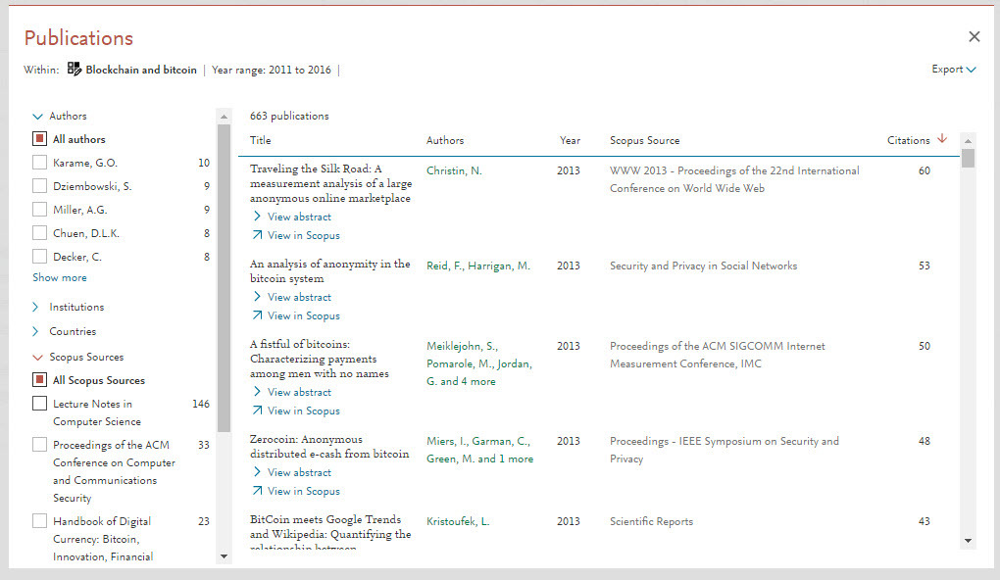 Publications
Within: Blockchain and bitcoin | Year range: 2011 to 2016 |
Export
Authors
All authors
Karame, G.O. 10
Dziembowski, S. 9
Miller, A.G. 9
Chuen, D.L.K. 8
Decker, C. 8
Show more
Institutions
Countries
Scopus Sources
All Scopus Sources
Lecture Notes in 146
Computer Science
Proceedings of the ACM 33
Conference on Computer
and Communications
Security
Handbook of Digital 23
Currency: Bitcoin,
Innovation, Financial
663 publications
Title Authors Year Scopus Source Citations
Traveling the Silk Road: A
measurement analysis of a large
anonymous online marketplace
View abstract
View in Scopus
Christin, N.
2013
WWW 2013 - Proceedings of the 22nd International
Conference on World Wide Web
60
An analysis of anonymity in the
bitcoin system
View abstract
View in Scopus
Reid, F., Harrigan, M.
2013
Security and Privacy in Social Networks
53
A fistful of bitcoins:
Characterizing payments
among men with no names
View abstract
View in Scopus
Meiklejohn, S.,
Pomarole, M., Jordan,
G. and 4 more
2013
Proceedings of the ACM SIGCOMM Internet
Measurement Conference, IMC
50
Zerocoin: Anonymous
distributed e-cash from bitcoin
View abstract
View in Scopus
Miers, I., Garman, C.,
Green, M. and 1 more
2013
Proceedings - IEEE Symposium on Security and
Privacy
48
BitCoin meets Google Trends
and Wikipedia: Quantifying the
relationship between
Kristoufek, L.
2013
Scientific Reports
43